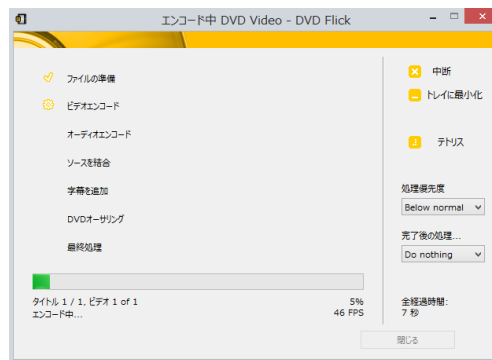 エンコード中 DVD Video - DVD Flick
ファイルの準備
ビデオエンコード
オーディオエンコード
ソースを結合
字幕を追加
DVDオーサリング
最終処理
中断
トレイに最小化
テトリス
処理優先度
Below normal
完了後の処理...
Do nothing
タイトル 1 / 1, ビデオ 1 of 1
5%
エンコード中...
46 FPS
全経過時間:
7 秒
閉じる